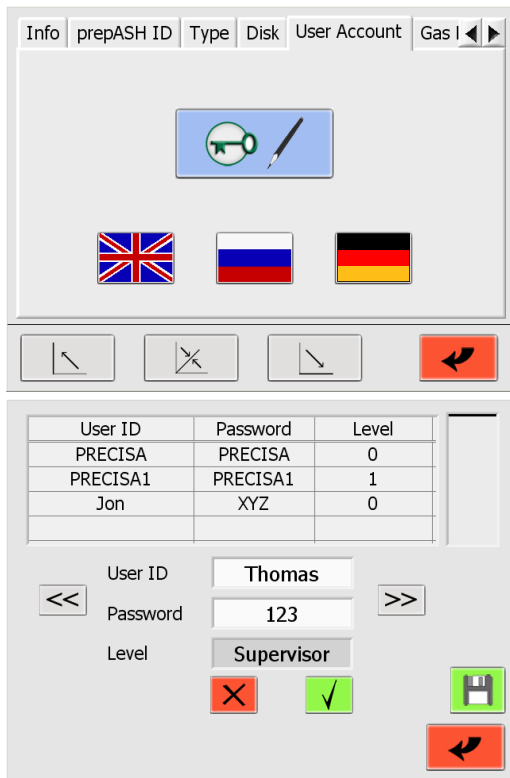 Info prepASH ID Type Disk User Account Gas
User ID Password Level
PRECISA PRECISA 0
PRECISA1 PRECISA1 1
Jon XYZ 0
User ID Thomas
<< >>
Password 123
Level Supervisor